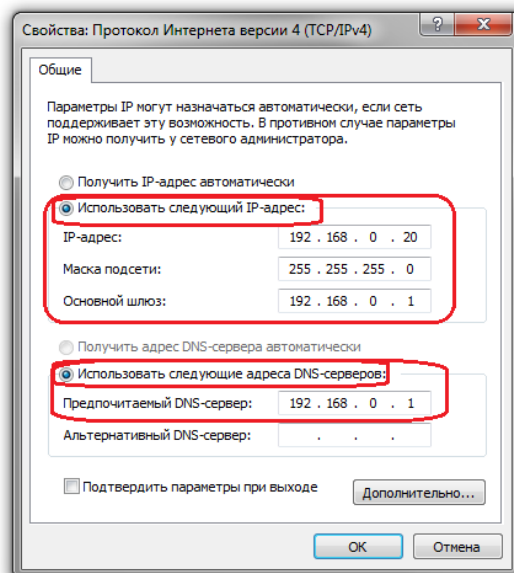 Свойства: Протокол Интернета версии 4 (TCP/IPv4)
?
Общие
Параметры IP могут назначаться автоматически, если сеть
поддерживает эту возможность. В противном случае параметры
IP можно получить у сетевого администратора.
Получить IP-адрес автоматически
Использовать следующий IP-адрес:
IP-адрес: 192 . 168 . 0 . 20
Маска подсети: 255 . 255 . 255 . 0
Основной шлюз: 192 . 168 . 0 . 1
Получить адрес DNS-сервера автоматически
Использовать следующие адреса DNS-серверов:
Предпочитаемый DNS-сервер: 192 . 168 . 0 . 1
Альтернативный DNS-сервер: . . .
Подтвердить параметры при выходе
Дополнительно...
ОК Отмена